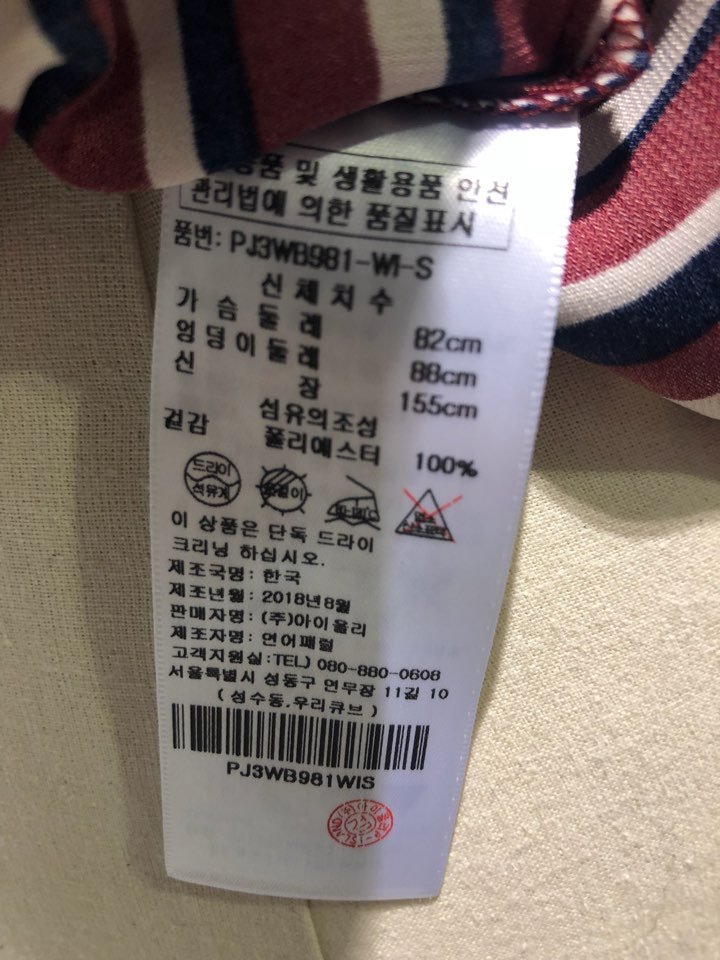 및 생활용품 안전
관리법에 의한 품질표시
품번: PJ3WB981-WI-S
신체치수
가슴둘레 82cm
엉덩이둘레 88cm
신장 155cm
섬유의조성
겉감 폴리에스터 100%
드라이
석유계
이 상품은 단독 드라이
크리닝 하십시오.
제조국명: 한국
제조년월: 2018년8월
판매자명: (주)아이올리
제조자명: 연어패럴
고객지원실:TEL) 080-880-0608
서울특별시 성동구 연무장 11길 10
(성수동,우리큐브)
PJ3WB981WIS